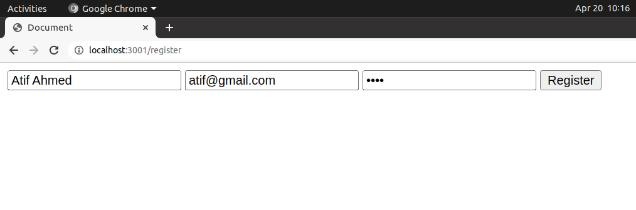 Activities Google Chrome Apr 20 10:16
Document
localhost:3001/register
Atif Ahmed atif@gmail.com •••• Register